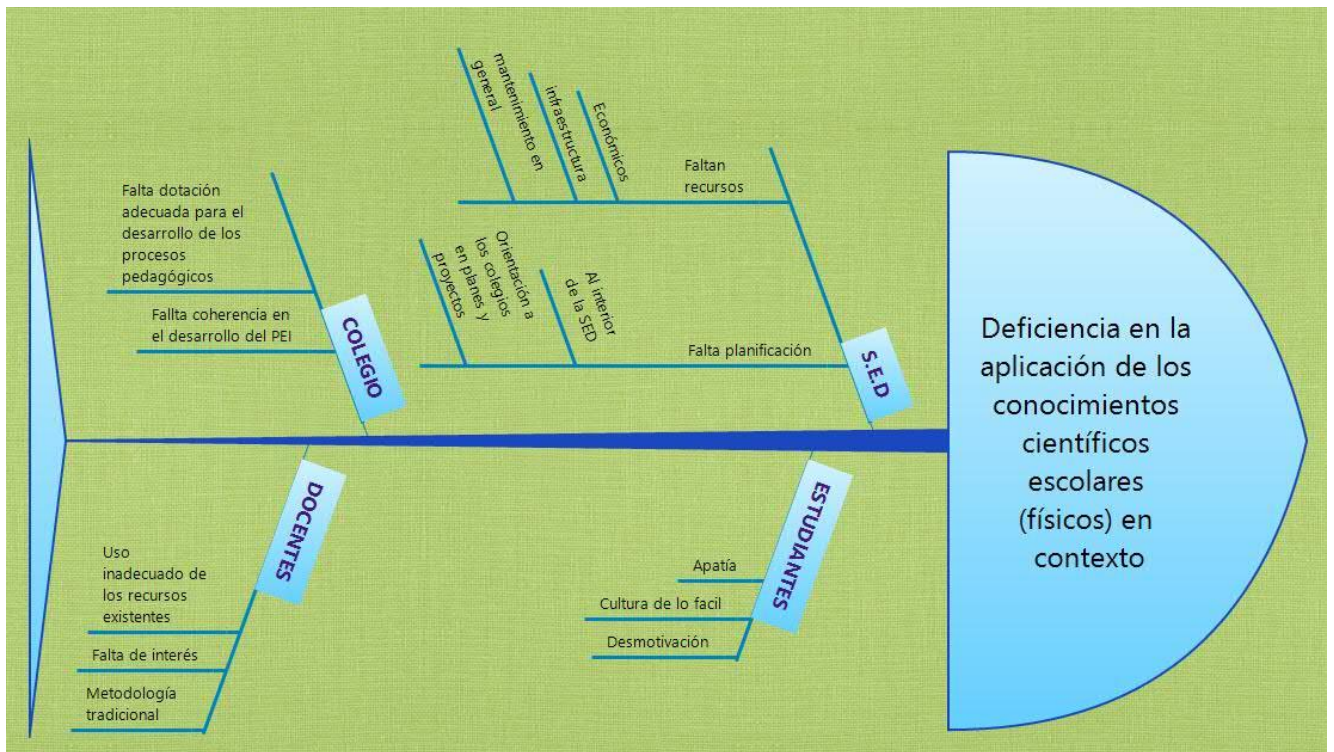 mantenimiento en
general
infraestructura
Económicos
Faltan
recursos
Falta dotación
adecuada para el
desarrollo de los
procesos
pedagógicos
Fallta coherencia en
el desarrollo del PEI
COLEGIO
Orientación a
los colegios
en planes y
proyectos
Al interior
de la SED
Falta planificación
S.E.D
Deficiencia en la
aplicación de los
conocimientos
científicos
escolares
(físicos) en
contexto
DOCENTES
Uso
inadecuado de
los recursos
existentes
Falta de interés
Metodología
tradicional
ESTUDIANTES
Apatía
Cultura de lo facil
Desmotivación